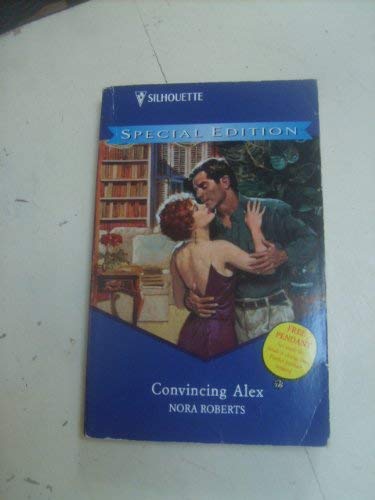 SILHOUETTE
SPECIAL EDITION
FREE
PENDANT
Convincing Alex
NORA ROBERTS